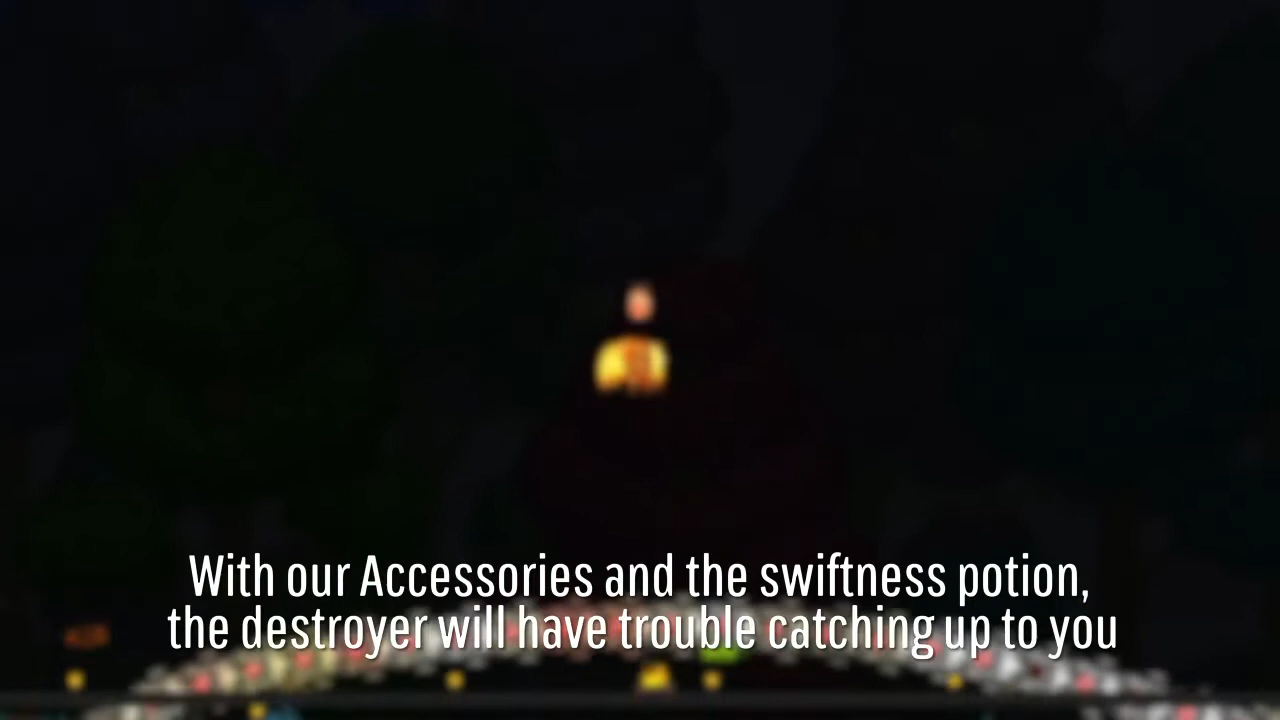 With our Accessories and the swiftness potion,
the destroyer will have trouble catching up to you